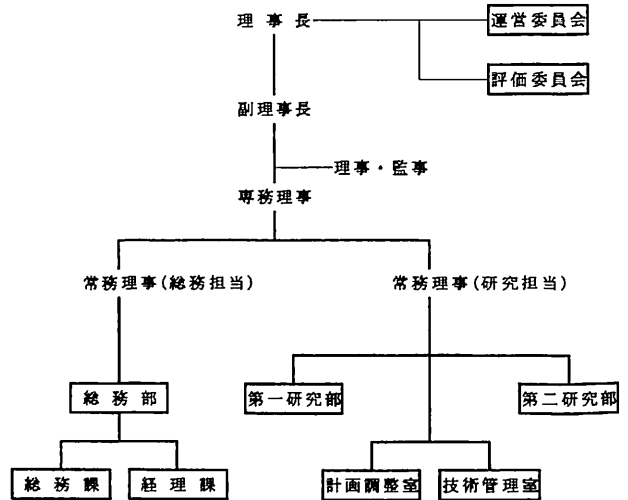 理事長
運営委員会
評価委員会
副理事長
理事・監事
専務理事
常務理事(総務担当)
常務理事(研究担当)
総務部
第一研究部
第二研究部
総務課
経理課
計画調整室
技術管理室